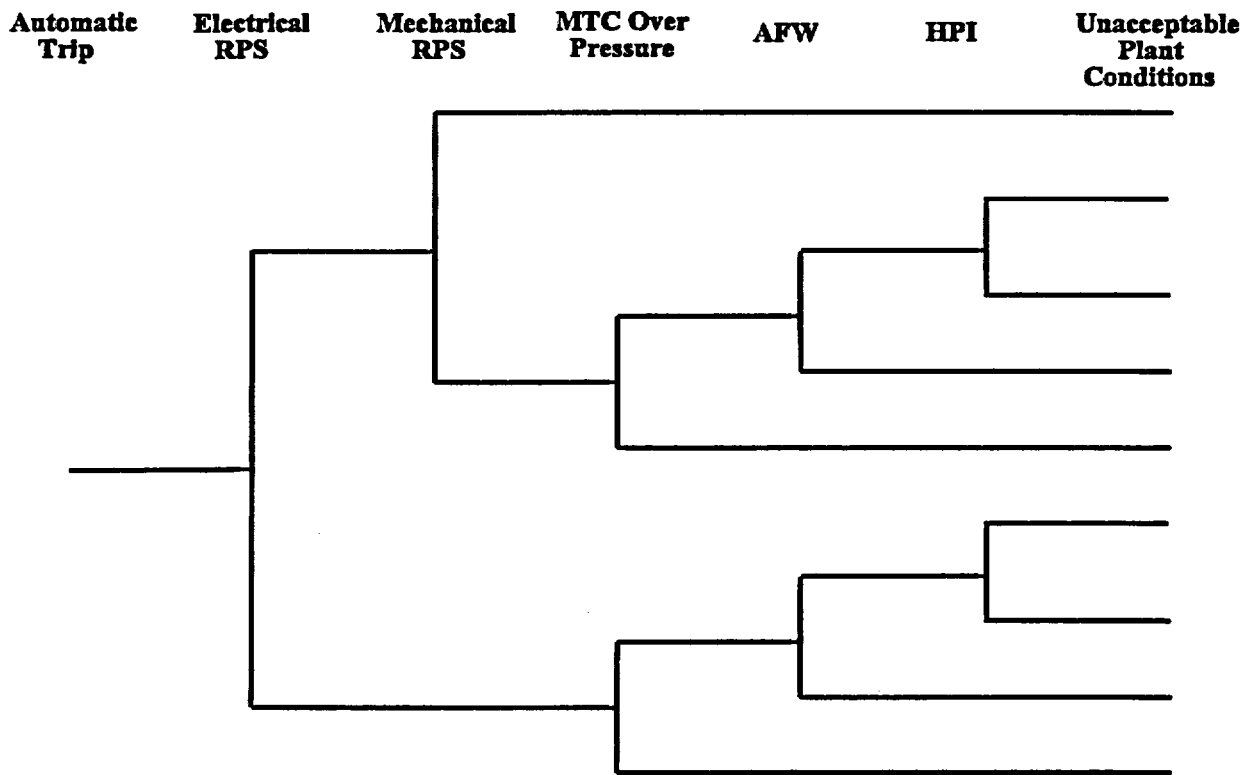 Automatic
Trip
Electrical
RPS
Mechanical
RPS
MTC Over
Pressure
AFW
HPI
Unacceptable
Plant
Conditions